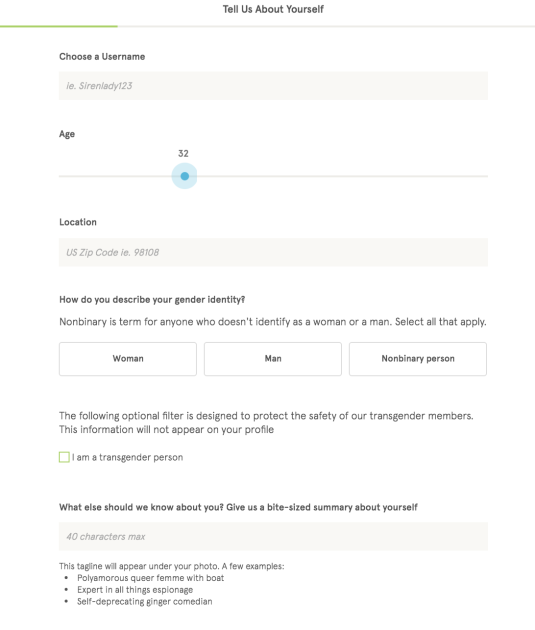 Tell Us About Yourself
Choose a Username
ie. Sirenlady123
Age
32
Location
US Zip Code ie. 98108
How do you describe your gender identity?
Nonbinary is term for anyone who doesn't identify as a woman or a man. Select all that apply.
Woman
Man
Nonbinary person
The following optional filter is designed to protect the safety of our transgender members.
This information will not appear on your profile
I am a transgender person
What else should we know about you? Give us a bite-sized summary about yourself
40 characters max
This tagline will appear under your photo. A few examples:
• Polyamorous queer femme with boat
• Expert in all things espionage
• Self-deprecating ginger comedian